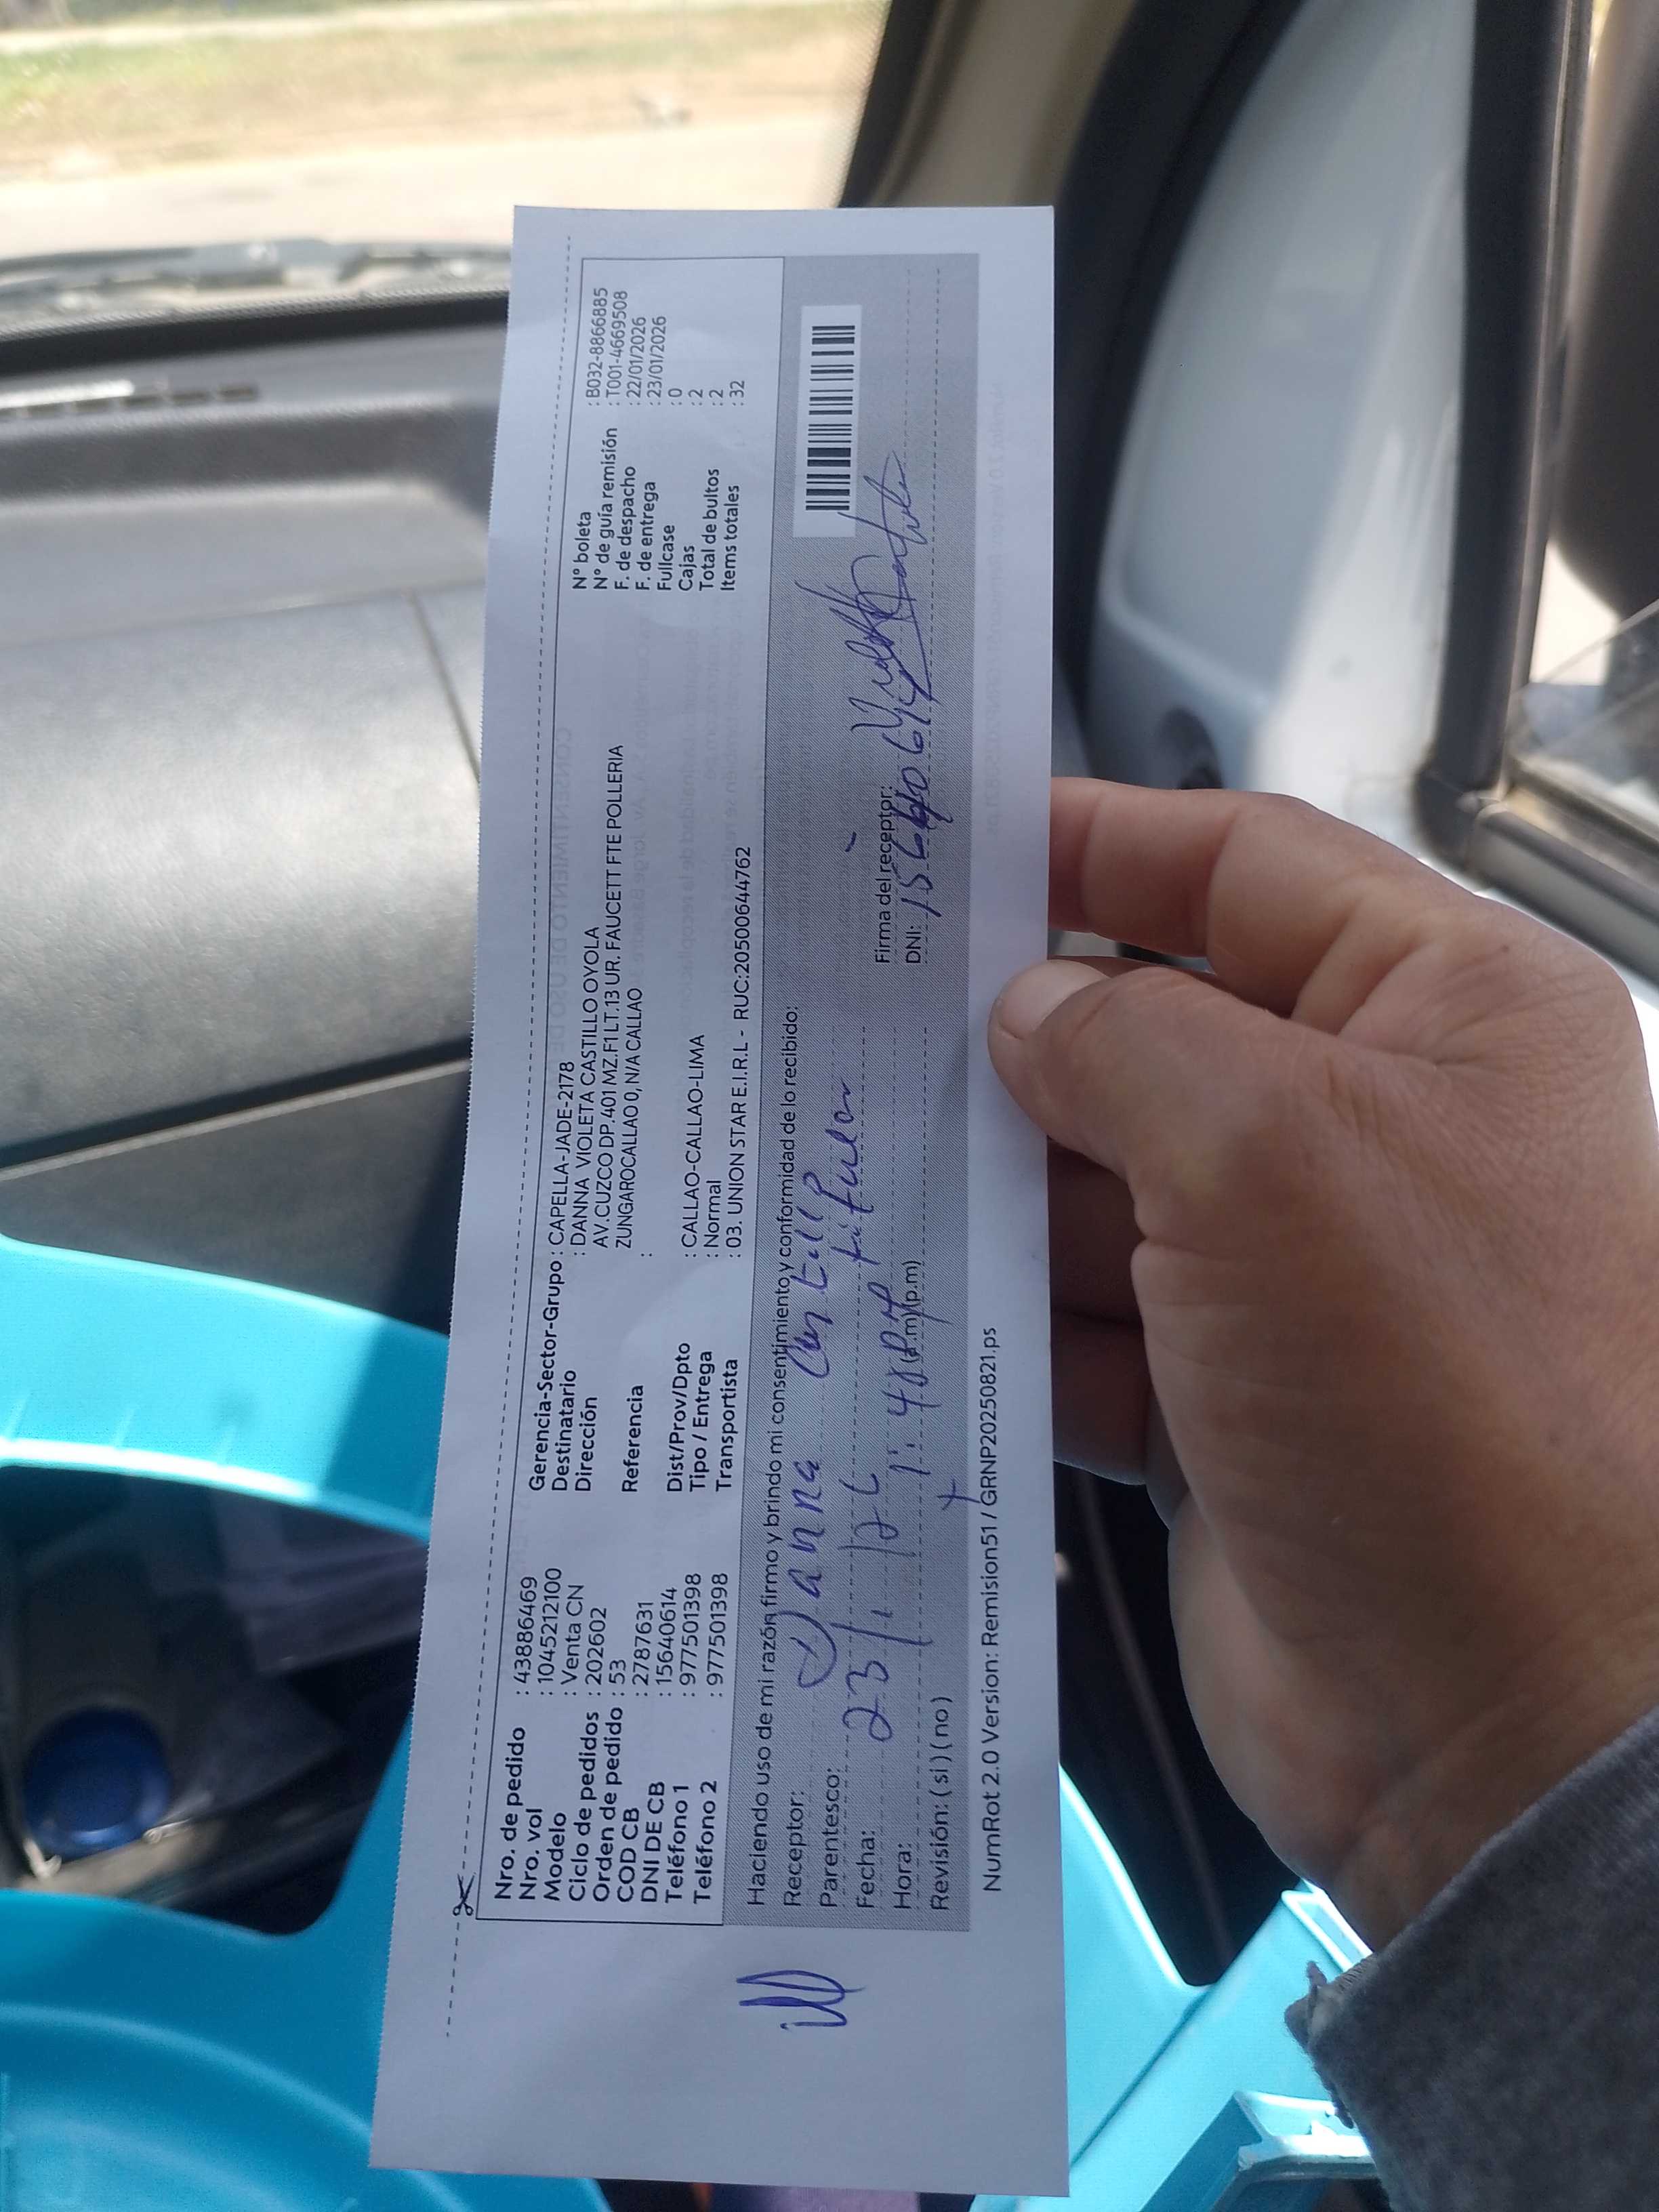 Nro. de pedido : 43886469
Nro. vol : 1045212100
Modelo : Venta CN
Ciclo de pedidos : 202602
Orden de pedido : 53
COD CB : 2787631
DNI DE CB : 15640614
Teléfono 1 : 977501398
Teléfono 2 : 977501398
Gerencia-Sector-Grupo : CAPELLA-JADE-2178
Destinatario : DANNA VIOLETA CASTILLO OYOLA
Dirección AV.CUZCO DP.401 MZ.F1 LT.13 UR. FAUCETT FTE POLLERIA
ZUNGAROCALLAO 0, N/A CALLAO
Referencia :
Dist/Prov/Dpto : CALLAO-CALLAO-LIMA
Tipo / Entrega : Normal
Transportista : 03. UNION STAR E.I.R.L - RUC:20500644762
N° boleta : B032-8866885
N° de guía remisión : T001-4669508
F. de despacho : 22/01/2026
F. de entrega : 23/01/2026
Fullcase : 0
Cajas : 2
Total de bultos : 2
Items totales : 32
Haciendo uso de mi razón firmo y brindo mi consentimiento y conformidad de lo recibido:
Receptor: Danna
Parentesco:
Fecha: 23/1/26
Hora: 1:48 PM (a.m)(p.m)
Revisión: ( si ) ( no )
Firma del receptor:
DNI: 15640614
NumRot 2.0 Version: Remision51 / GRNP20250821.ps